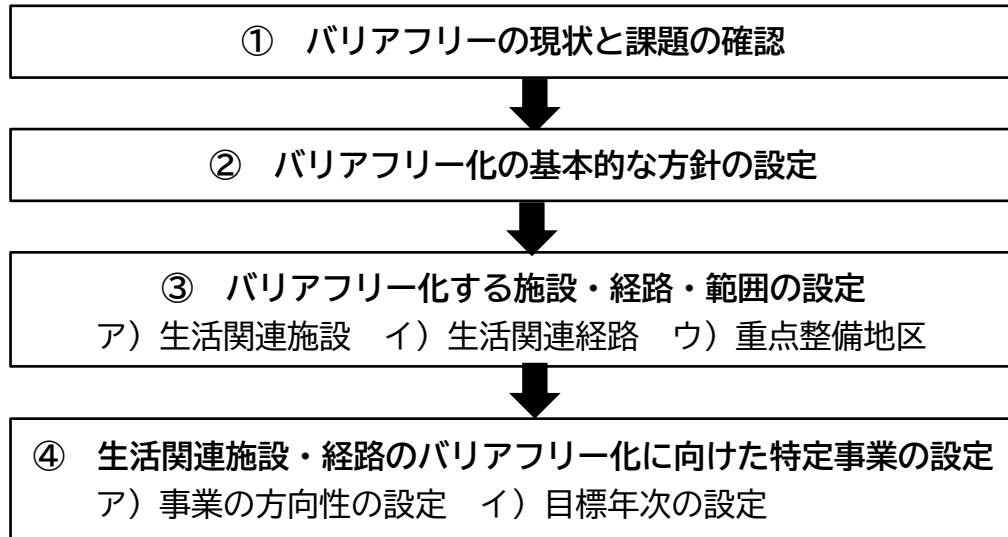 ① バリアフリーの現状と課題の確認
② バリアフリー化の基本的な方針の設定
③ バリアフリー化する施設・経路・範囲の設定
ア）生活関連施設 イ）生活関連経路 ウ）重点整備地区
④ 生活関連施設・経路のバリアフリー化に向けた特定事業の設定
ア）事業の方向性の設定 イ）目標年次の設定